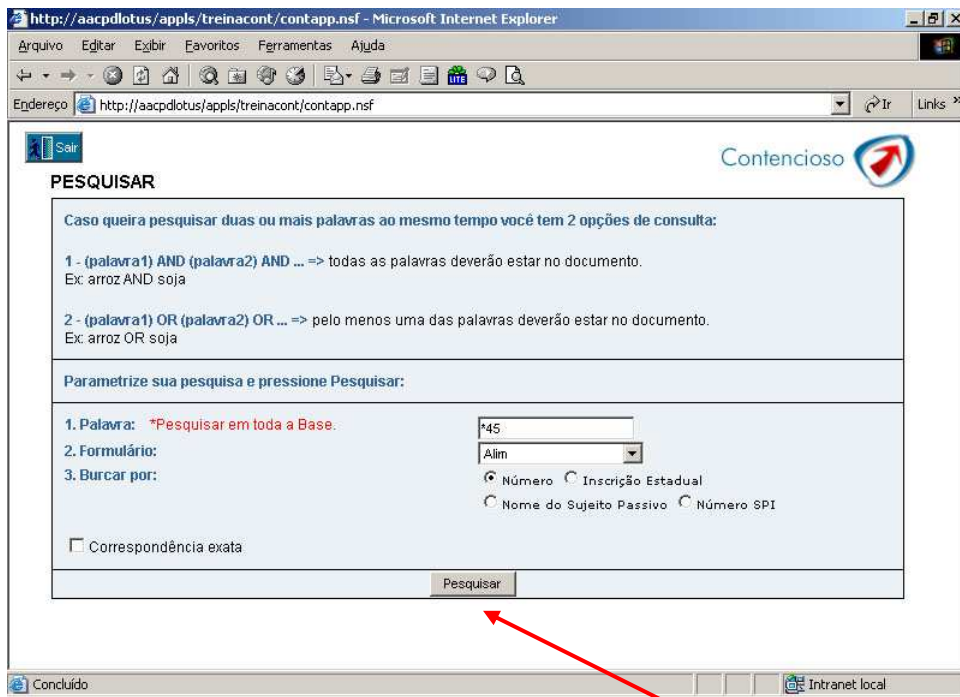 http://aacpdlotus/appls/treinacont/contapp.nsf - Microsoft Internet Explorer
Arquivo Editar Exibir Favoritos Ferramentas Ajuda
LITE
Endereço http://aacpdlotus/appls/treinacont/contapp.nsf Ir Links »
Sair
Contencioso
PESQUISAR
Caso queira pesquisar duas ou mais palavras ao mesmo tempo você tem 2 opções de consulta:
1 - (palavra1) AND (palavra2) AND ... => todas as palavras deverão estar no documento.
Ex: arroz AND soja
2 - (palavra1) OR (palavra2) OR ... => pelo menos uma das palavras deverão estar no documento.
Ex: arroz OR soja
Parametrize sua pesquisa e pressione Pesquisar:
1. Palavra: *Pesquisar em toda a Base. *45
2. Formulário: Alim
3. Burcar por: Número Inscrição Estadual
Nome do Sujeito Passivo Número SPI
Correspondência exata
Pesquisar
Concluído Intranet local